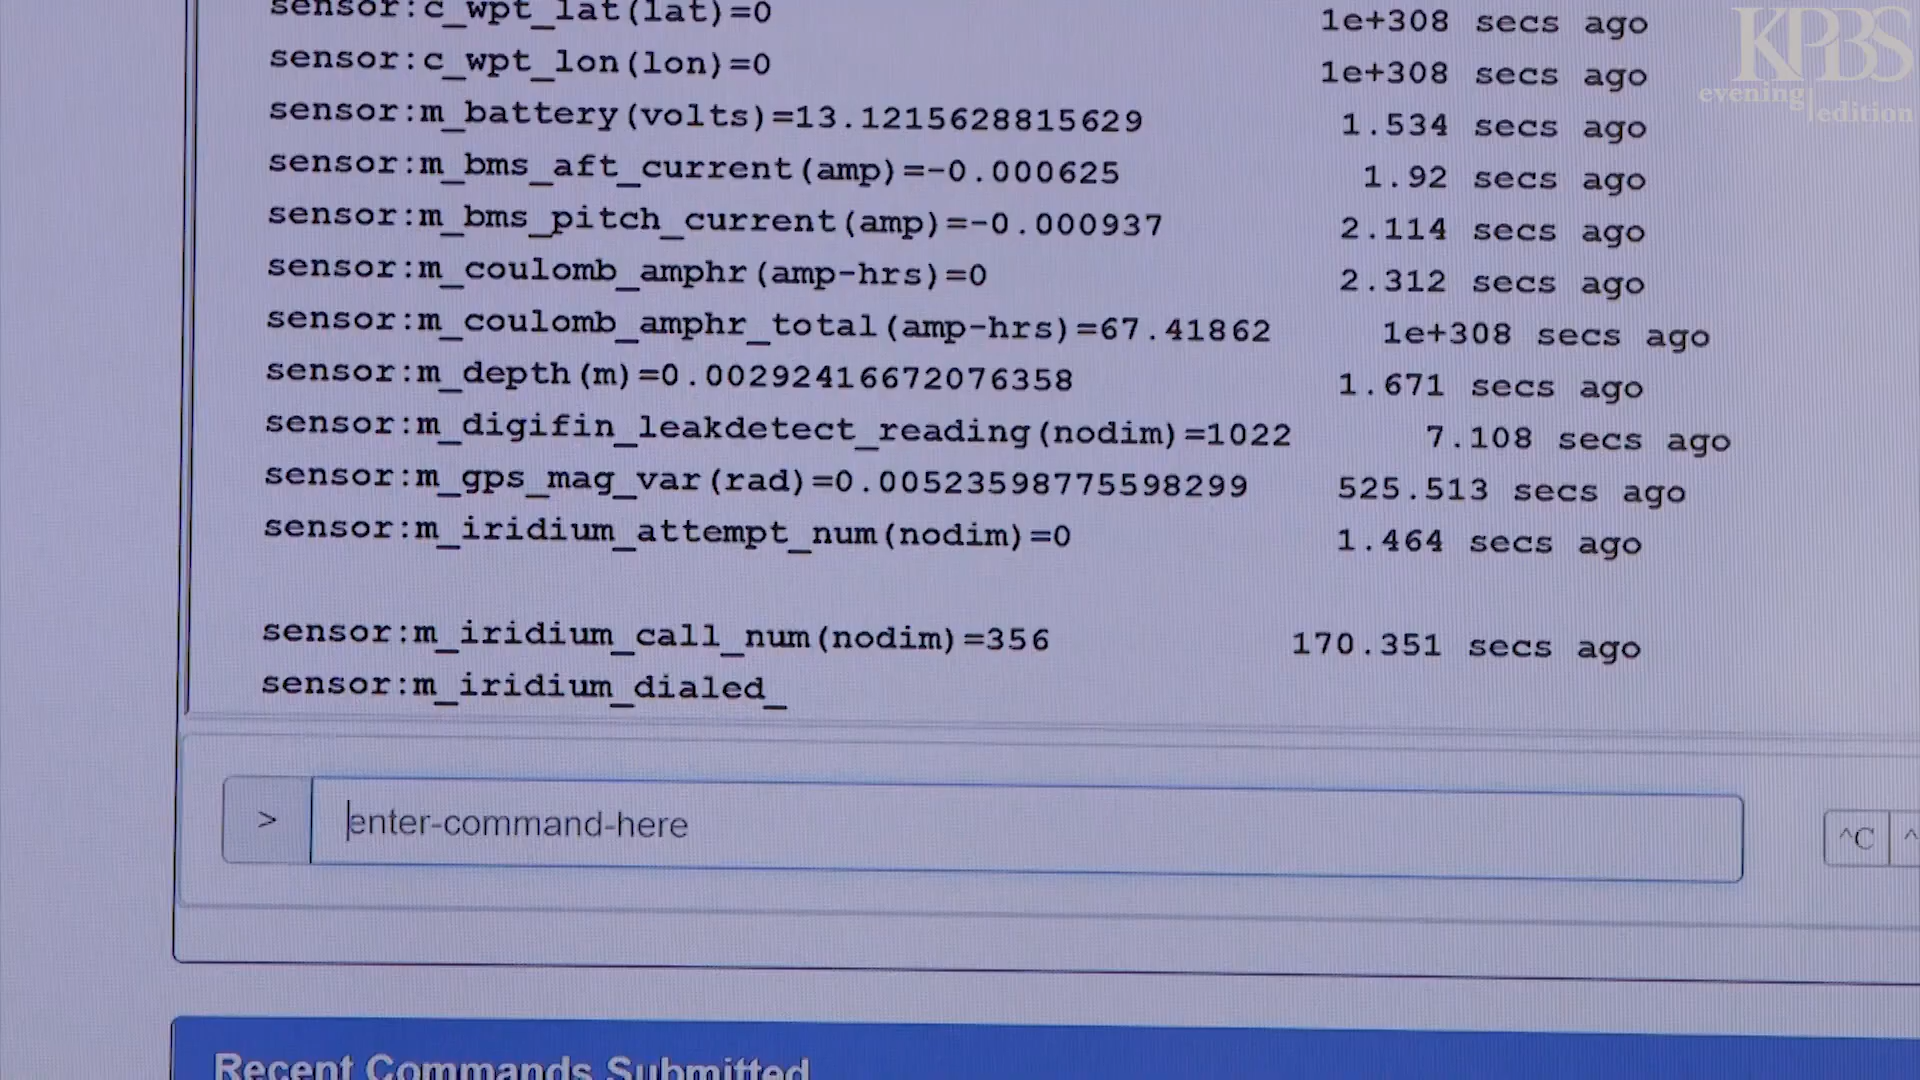 sensor:c_wpt_lat(lat)=0 1e+308 secs ago
sensor:c_wpt_lon(lon)=0 1e+308 secs ago
sensor:m_battery(volts)=13.1215628815629 1.534 secs ago
sensor:m_bms_aft_current(amp)=-0.000625 1.92 secs ago
sensor:m_bms_pitch_current(amp)=-0.000937 2.114 secs ago
sensor:m_coulomb_amphr(amp-hrs)=0 2.312 secs ago
sensor:m_coulomb_amphr_total(amp-hrs)=67.41862 1e+308 secs ago
sensor:m_depth(m)=0.00292416672076358 1.671 secs ago
sensor:m_digifin_leakdetect_reading(nodim)=1022 7.108 secs ago
sensor:m_gps_mag_var(rad)=0.00523598775598299 525.513 secs ago
sensor:m_iridium_attempt_num(nodim)=0 1.464 secs ago
sensor:m_iridium_call_num(nodim)=356 170.351 secs ago
sensor:m_iridium_dialed_
> enter-command-here ^C ^
Recent Commands Submitted
KPBS
evening edition